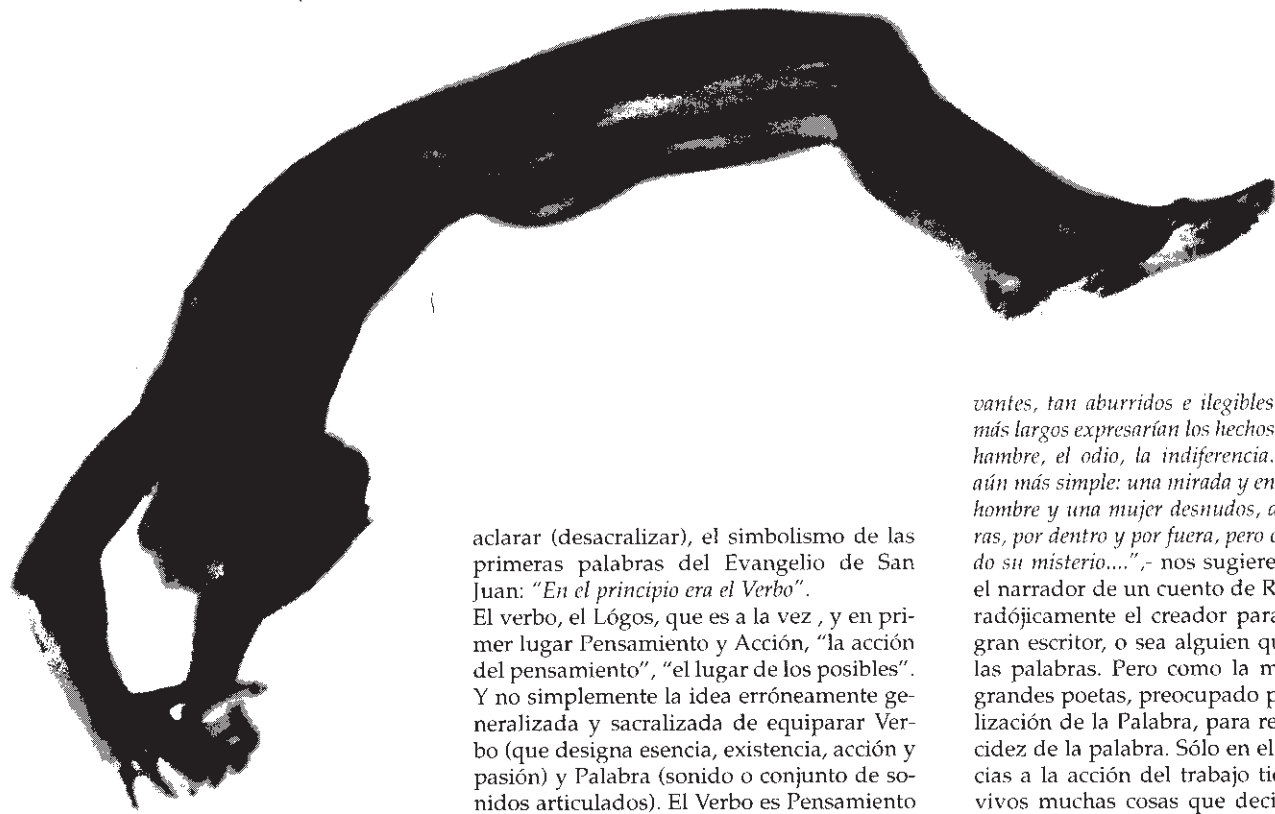 aclarar (desacralizar), el simbolismo de las
primeras palabras del Evangelio de San
Juan: "En el principio era el Verbo".
El verbo, el Lógos, que es a la vez , y en pri-
mer lugar Pensamiento y Acción, "la acción
del pensamiento", "el lugar de los posibles".
Y no simplemente la idea erróneamente ge-
neralizada y sacralizada de equiparar Ver-
bo (que designa esencia, existencia, acción y
pasión) y Palabra (sonido o conjunto de so-
nidos articulados). El Verbo es Pensamiento
vantes, tan aburridos e ilegibles
más largos expresarían los hechos
hambre, el odio, la indiferencia.
aún más simple: una mirada y en
hombre y una mujer desnudos, a
ras, por dentro y por fuera, pero
do su misterio....",- nos sugiere
el narrador de un cuento de R
radójicamente el creador para
gran escritor, o sea alguien qu
las palabras. Pero como la m
grandes poetas, preocupado p
lización de la Palabra, para re
cidez de la palabra. Sólo en el
cias a la acción del trabajo tie
vivos muchas cosas que deci